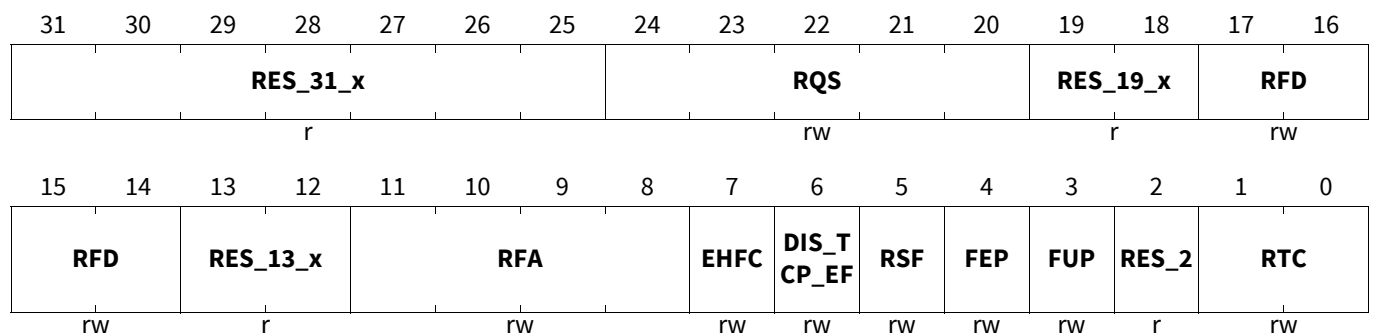 31 30 29 28 27 26 25 24 23 22 21 20 19 18 17 16
RES_31_x RQS RES_19_x RFD
r rw r rw
15 14 13 12 11 10 9 8 7 6 5 4 3 2 1 0
RFD RES_13_x RFA EHFC DIS_T RSF FEP FUP RES_2 RTC
CP_EF
rw r rw rw rw rw rw rw r rw